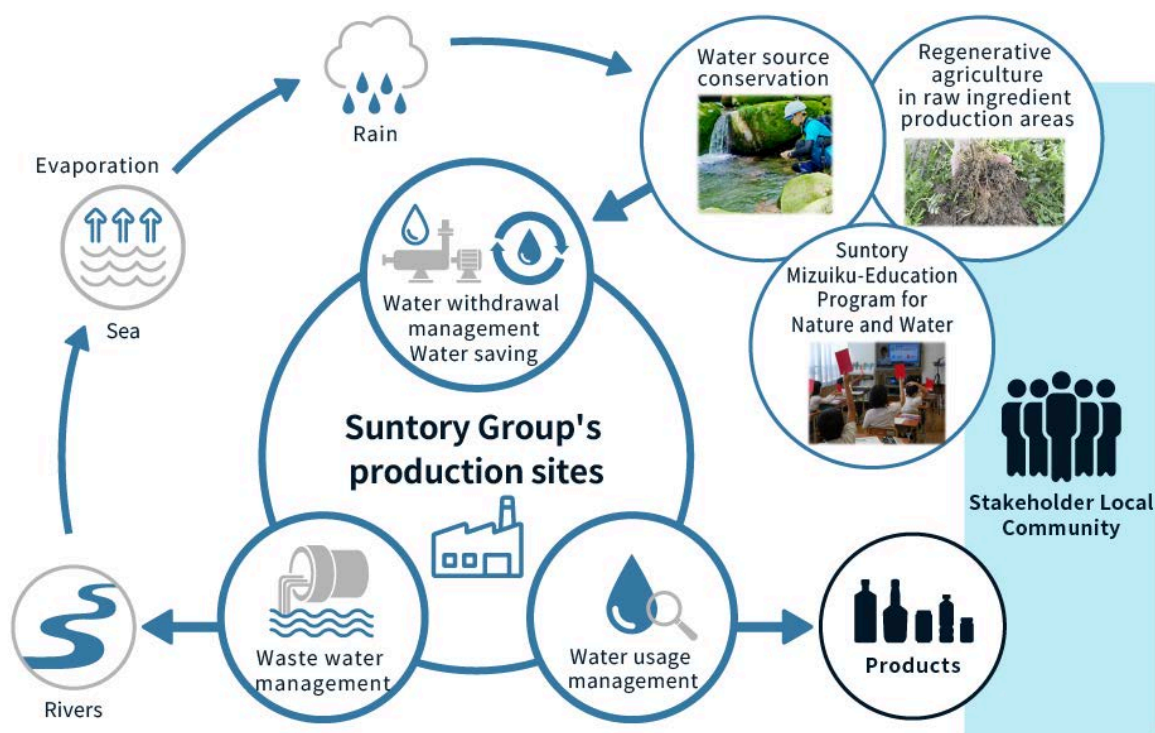 Rain
Evaporation
Sea
Rivers
Water source
conservation
Regenerative
agriculture
in raw ingredient
production areas
Suntory
Mizuiku-Education
Program for
Nature and Water
Water withdrawal
management
Water saving
Suntory Group's
production sites
Waste water
management
Water usage
management
Products
Stakeholder Local
Community